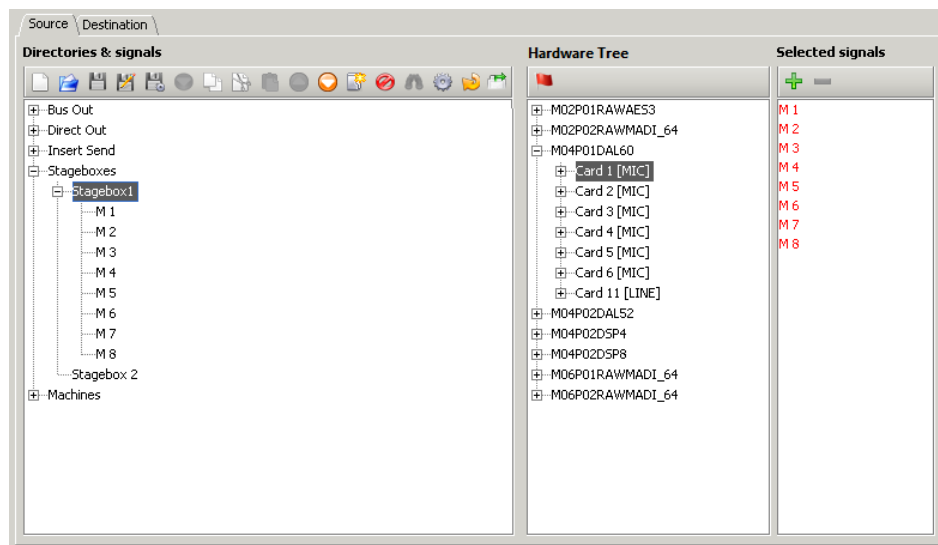 Source
Destination
Directories & signals
Bus Out
Direct Out
Insert Send
Stageboxes
Stagebox1
M 1
M 2
M 3
M 4
M 5
M 6
M 7
M 8
Stagebox 2
Machines
Hardware Tree
M02P01RAWAES3
M02P02RAWMADI_64
M04P01DAL60
Card 1 [MIC]
Card 2 [MIC]
Card 3 [MIC]
Card 4 [MIC]
Card 5 [MIC]
Card 6 [MIC]
Card 11 [LINE]
M04P02DAL52
M04P02DSP4
M04P02DSP8
M06P01RAWMADI_64
M06P02RAWMADI_64
Selected signals
M 1
M 2
M 3
M 4
M 5
M 6
M 7
M 8